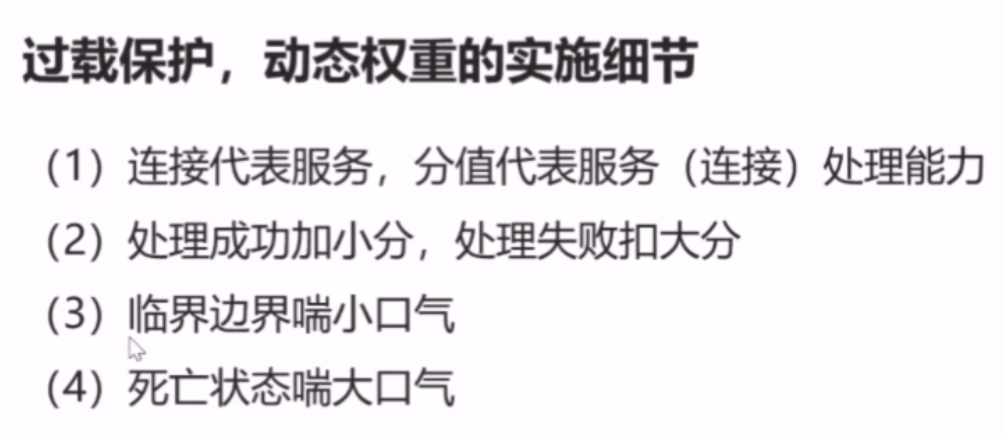 过载保护，动态权重的实施细节
（1）连接代表服务，分值代表服务（连接）处理能力
（2）处理成功加小分，处理失败扣大分
（3）临界边界喘小口气
（4）死亡状态喘大口气